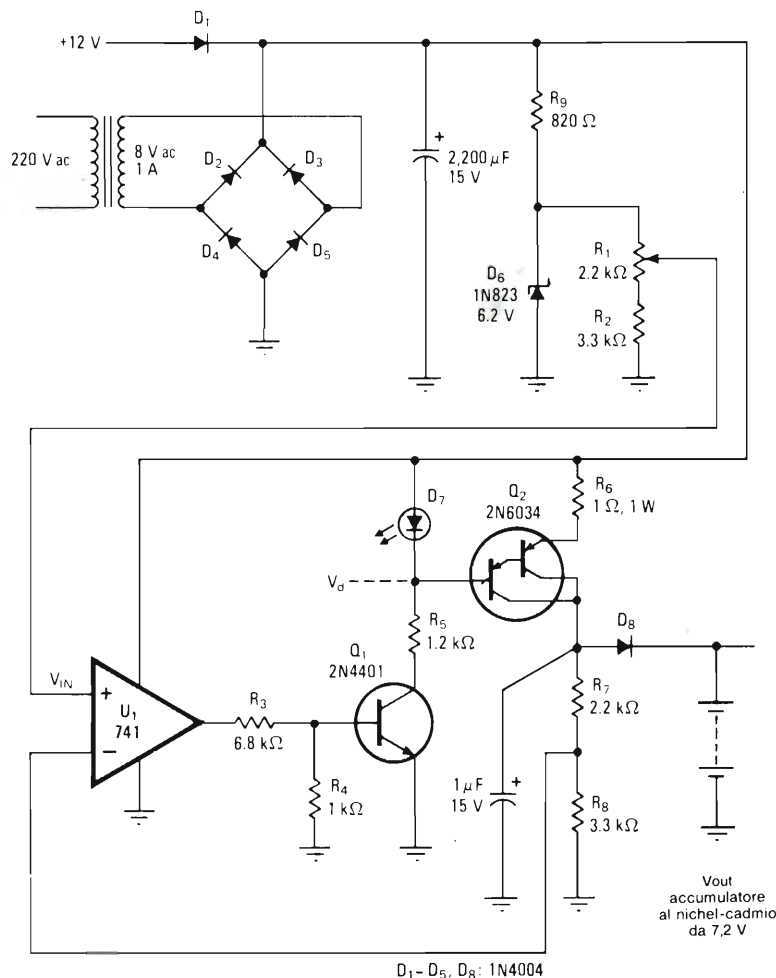 D1
+12 V
220 V ac
8 V ac
1 A
D2
D3
D4
D5
+
2,200 µF
15 V
R9
820 Ω
D6
1N823
6.2 V
R1
2.2 kΩ
R2
3.3 kΩ
D7
Q2
2N6034
R6
1 Ω, 1 W
Vd
R5
1.2 kΩ
D8
Q1
2N4401
VIN
+
−
U1
741
R3
6.8 kΩ
R4
1 kΩ
1 µF
15 V
+
R7
2.2 kΩ
R8
3.3 kΩ
Vout
accumulatore
al nichel-cadmio
da 7,2 V
D1– D5, D8: 1N4004